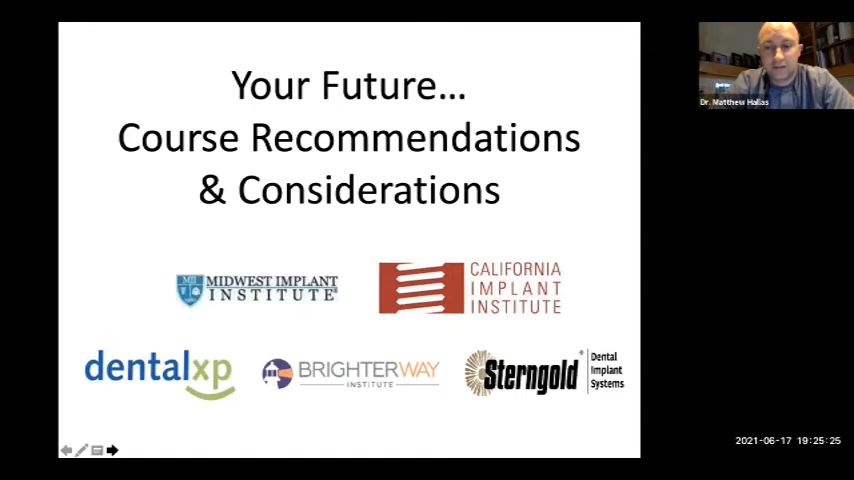 Your Future...
Course Recommendations
& Considerations
MIDWEST IMPLANT
INSTITUTE
CALIFORNIA
IMPLANT
INSTITUTE
dentalxp
BRIGHTERWAY
INSTITUTE
Sterngold
Dental
Implant
Systems
Dr. Matthew Hallas
2021-06-17 19:25:25